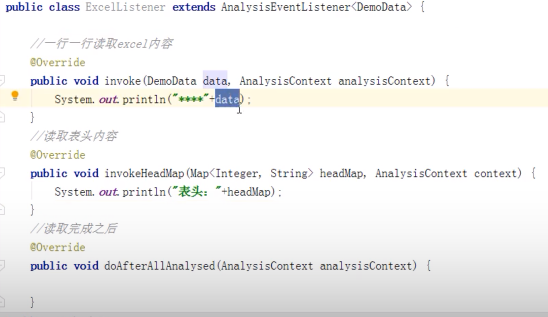 public class ExcelListener extends AnalysisEventListener<DemoData> {
//一行一行读取excel内容
@Override
public void invoke(DemoData data, AnalysisContext analysisContext) {
System.out.println("****"+data);
}
//读取表头内容
@Override
public void invokeHeadMap(Map<Integer, String> headMap, AnalysisContext context) {
System.out.println("表头："+headMap);
}
//读取完成之后
@Override
public void doAfterAllAnalysed(AnalysisContext analysisContext) {
}